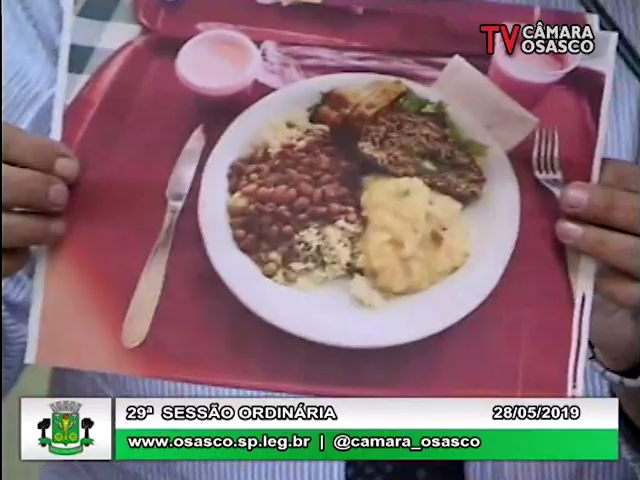 TV CÂMARA
OSASCO
29ª SESSÃO ORDINÁRIA 28/05/2019
www.osasco.sp.leg.br | @camara_osasco